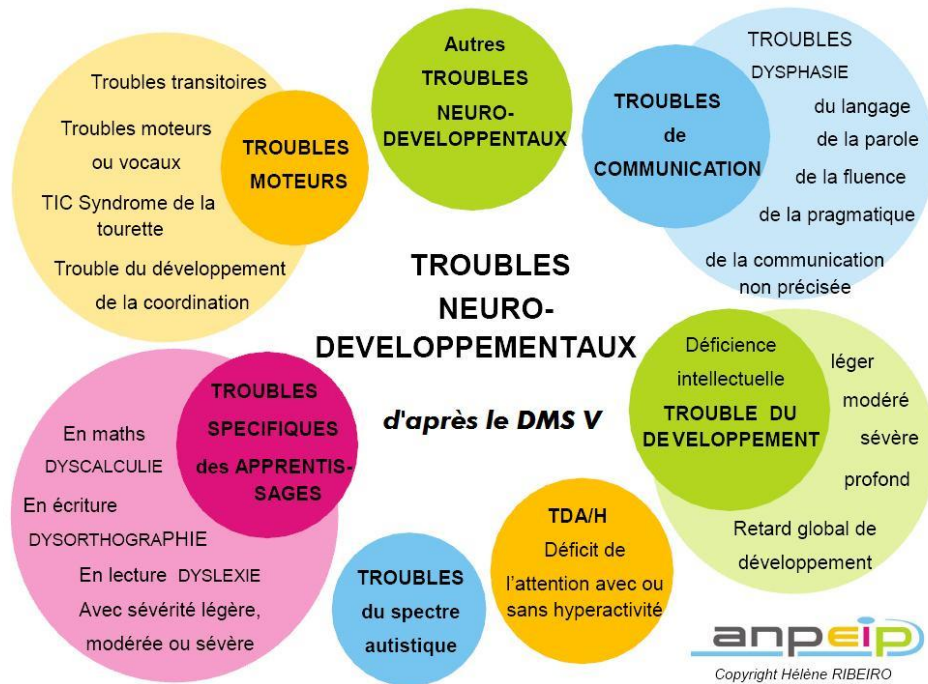 Troubles transitoires
Troubles moteurs
ou vocaux
TIC Syndrome de la
tourette
Trouble du développement
de la coordination
TROUBLES
MOTEURS
Autres
TROUBLES
NEURO-
DEVELOPPENTAUX
TROUBLES
de
COMMUNICATION
TROUBLES
DYSPHASIE
du langage
de la parole
de la fluence
de la pragmatique
de la communication
non précisée
TROUBLES
NEURO-
DEVELOPPEMENTAUX
d'après le DMS V
TROUBLES
SPECIFIQUES
des APPRENTIS-
SAGES
En maths
DYSCALCULIE
En écriture
DYSORTHOGRAPHIE
En lecture DYSLEXIE
Avec sévérité légère,
modérée ou sévère
TROUBLES
du spectre
autistique
TDA/H
Déficit de
l'attention avec ou
sans hyperactivité
Déficience
intellectuelle
TROUBLE DU
DEVELOPPEMENT
léger
modéré
sévère
profond
Retard global de
développement
anpeip
Copyright Hélène RIBEIRO